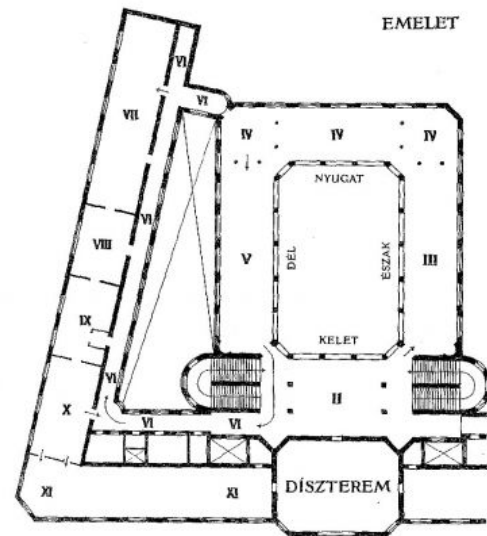 EMELET
VI
VI
VII
IV IV IV
NYUGAT
VI
VIII
V
DÉL
ÉSZAK
III
IX
KELET
VI
II
X
VI VI
XI XI
DÍSZTEREM